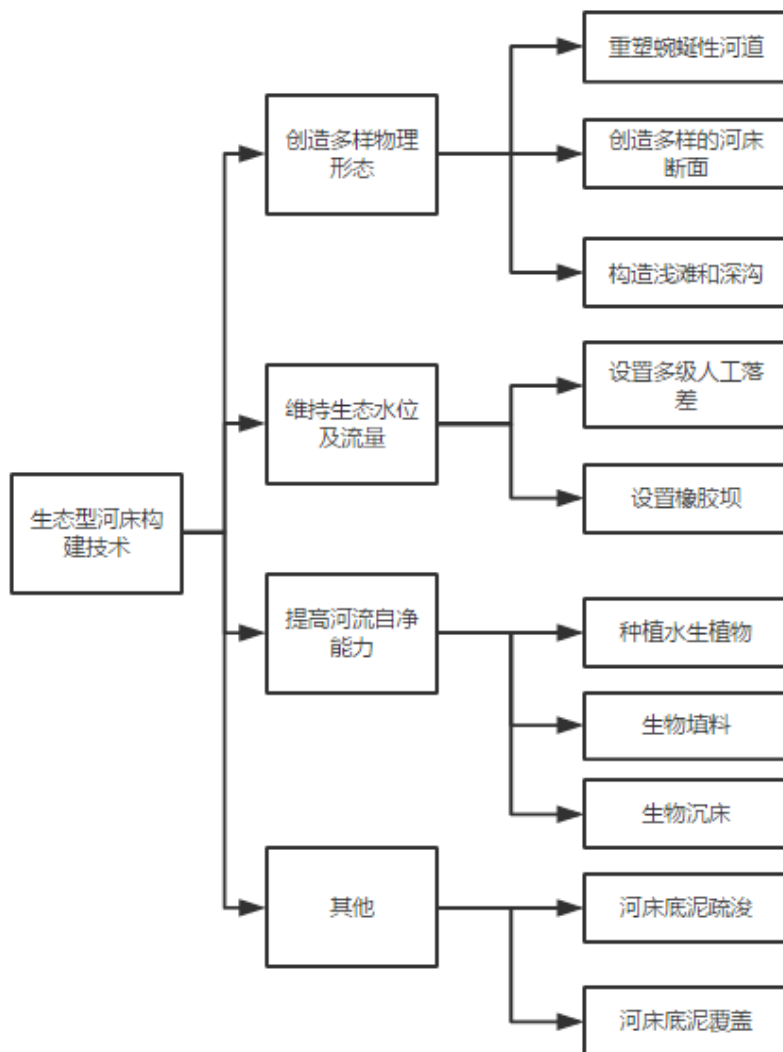 生态型河床构
建技术
创造多样物理
形态
重塑蜿蜒性河道
创造多样的河床
断面
构造浅滩和深沟
维持生态水位
及流量
设置多级人工落
差
设置橡胶坝
提高河流自净
能力
种植水生植物
生物填料
生物沉床
其他
河床底泥疏浚
河床底泥覆盖